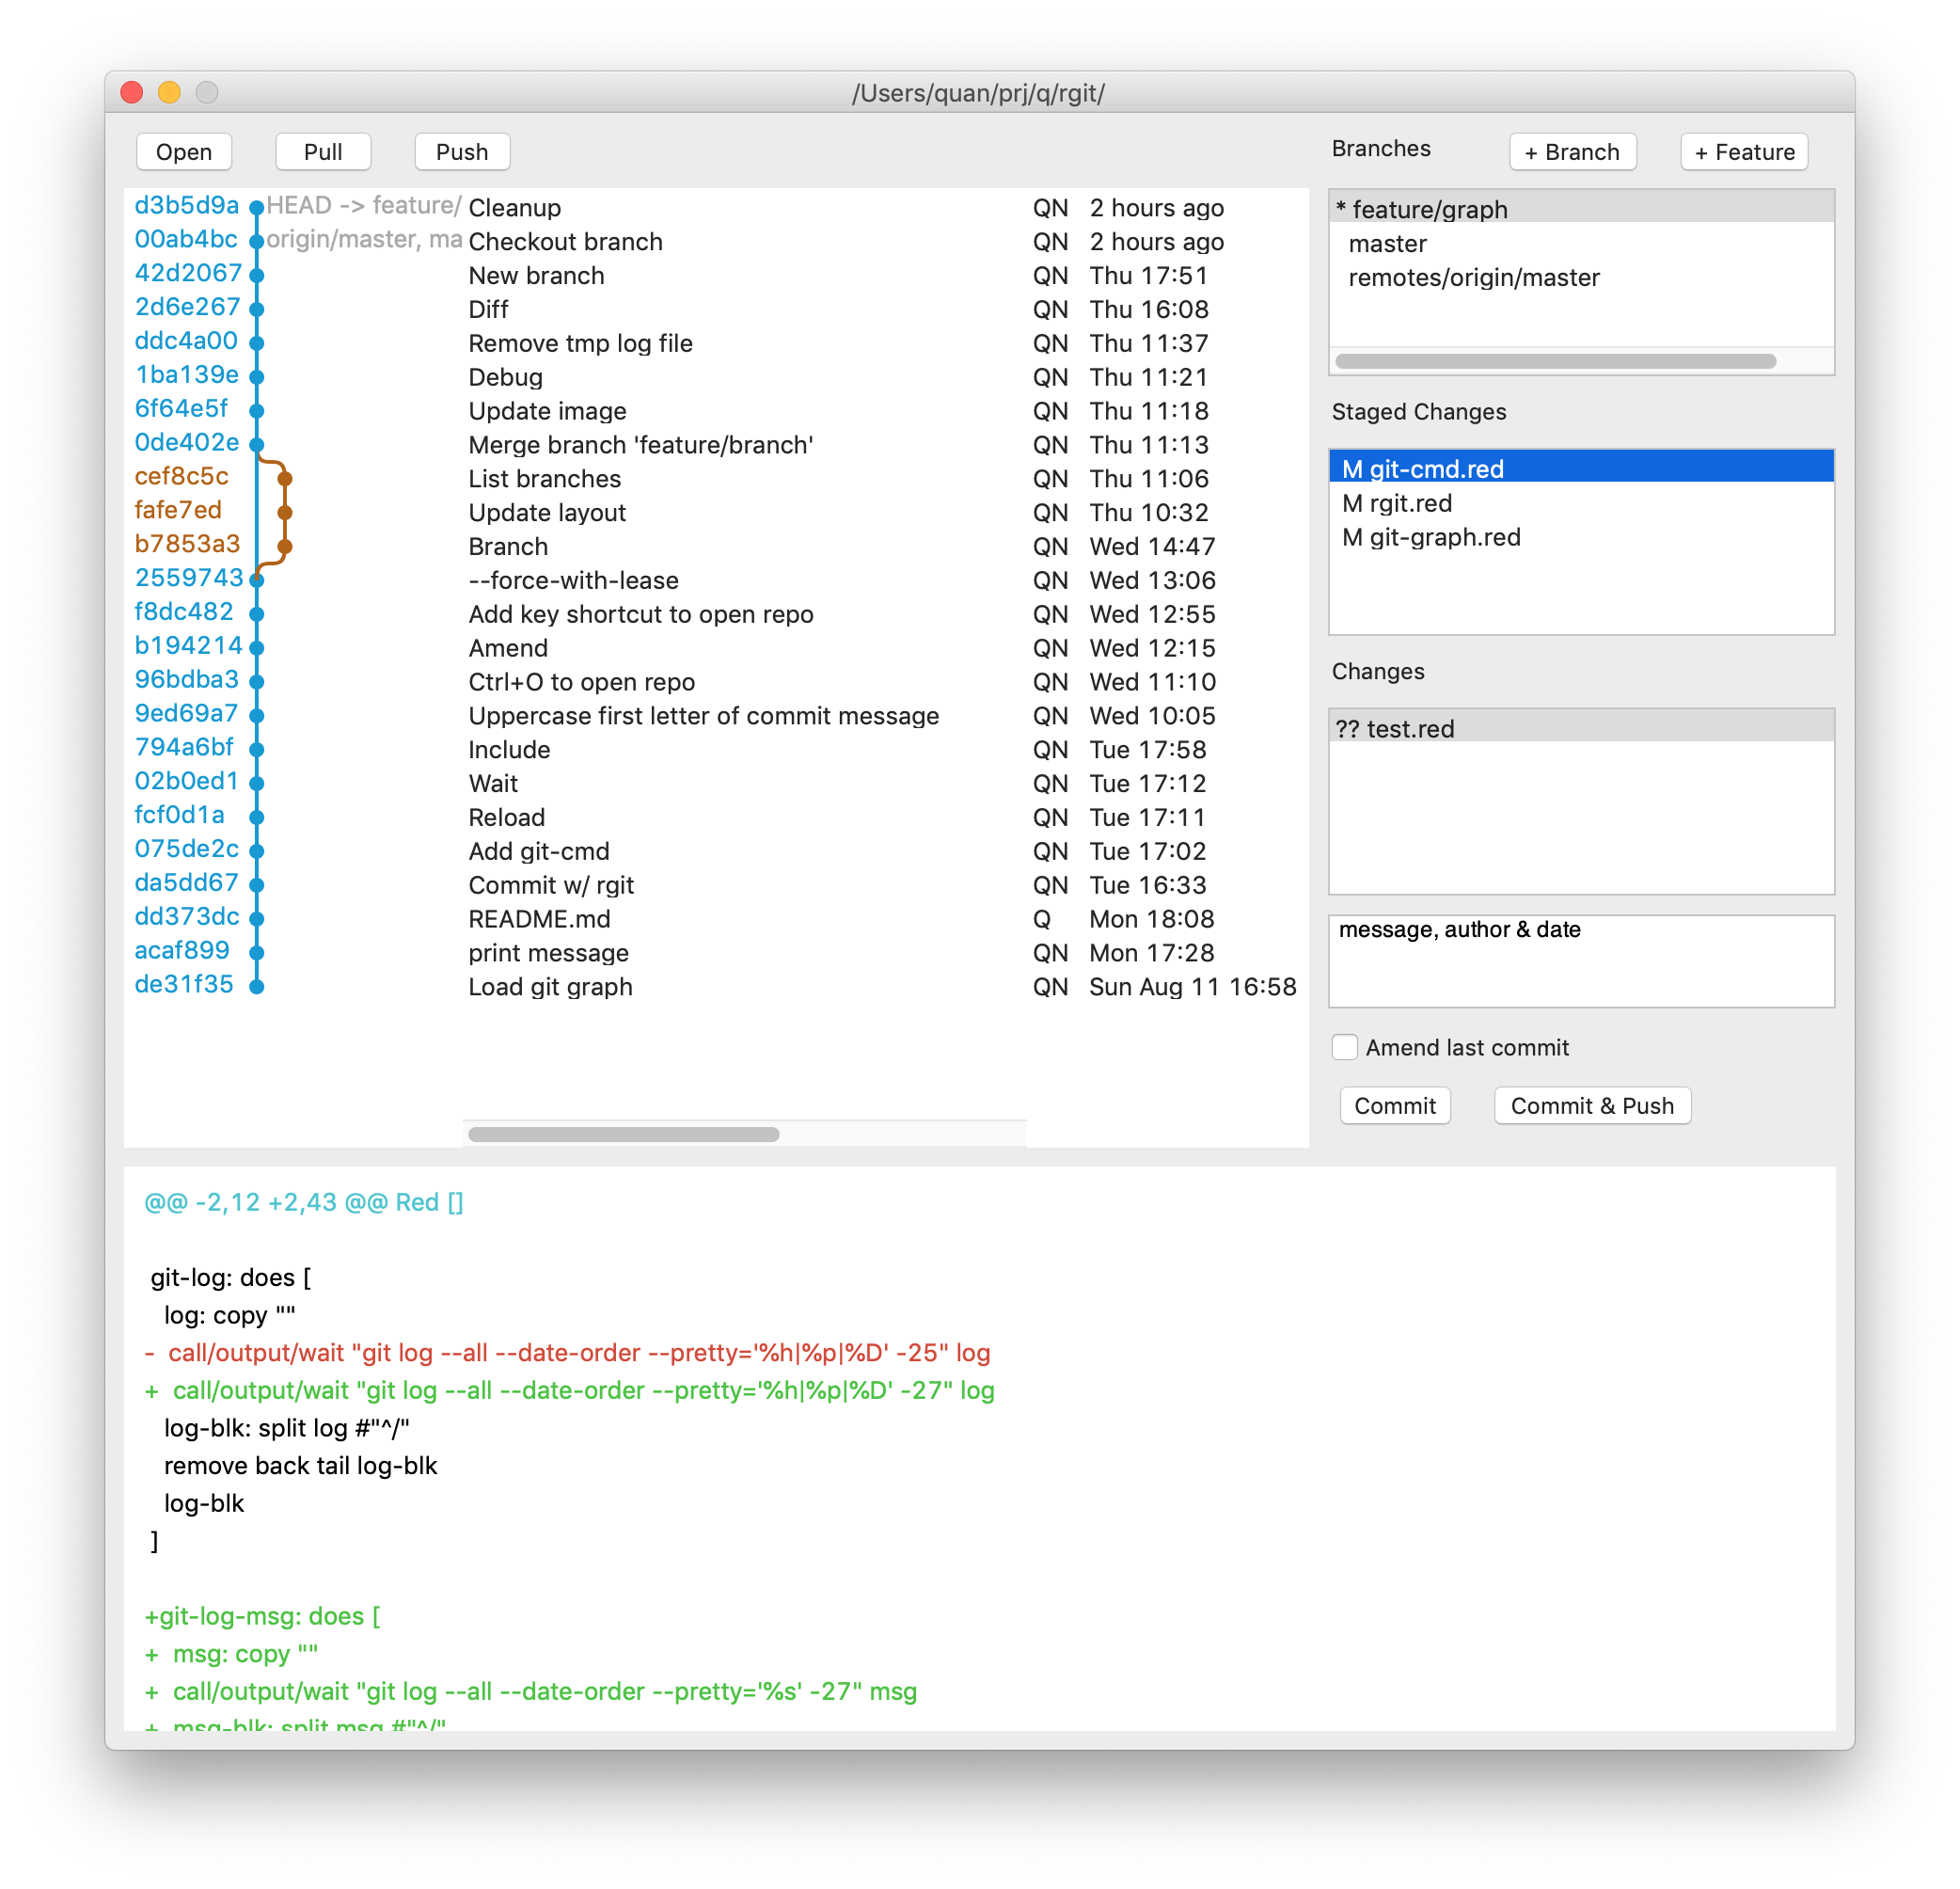 /Users/quan/prj/q/rgit/
Open Pull Push
d3b5d9a HEAD -> feature/ Cleanup QN 2 hours ago
00ab4bc origin/master, ma Checkout branch QN 2 hours ago
42d2067 New branch QN Thu 17:51
2d6e267 Diff QN Thu 16:08
ddc4a00 Remove tmp log file QN Thu 11:37
1ba139e Debug QN Thu 11:21
6f64e5f Update image QN Thu 11:18
0de402e Merge branch 'feature/branch' QN Thu 11:13
cef8c5c List branches QN Thu 11:06
fafe7ed Update layout QN Thu 10:32
b7853a3 Branch QN Wed 14:47
2559743 --force-with-lease QN Wed 13:06
f8dc482 Add key shortcut to open repo QN Wed 12:55
b194214 Amend QN Wed 12:15
96bdba3 Ctrl+O to open repo QN Wed 11:10
9ed69a7 Uppercase first letter of commit message QN Wed 10:05
794a6bf Include QN Tue 17:58
02b0ed1 Wait QN Tue 17:12
fcf0d1a Reload QN Tue 17:11
075de2c Add git-cmd QN Tue 17:02
da5dd67 Commit w/ rgit QN Tue 16:33
dd373dc README.md Q Mon 18:08
acaf899 print message QN Mon 17:28
de31f35 Load git graph QN Sun Aug 11 16:58
Branches + Branch + Feature
* feature/graph
master
remotes/origin/master
Staged Changes
M git-cmd.red
M rgit.red
M git-graph.red
Changes
?? test.red
message, author & date
Amend last commit
Commit Commit & Push
@@ -2,12 +2,43 @@ Red []
git-log: does [
log: copy ""
- call/output/wait "git log --all --date-order --pretty='%h|%p|%D' -25" log
+ call/output/wait "git log --all --date-order --pretty='%h|%p|%D' -27" log
log-blk: split log #"^/"
remove back tail log-blk
log-blk
]
+git-log-msg: does [
+ msg: copy ""
+ call/output/wait "git log --all --date-order --pretty='%s' -27" msg
+ msg-blk: split msg #"^/"